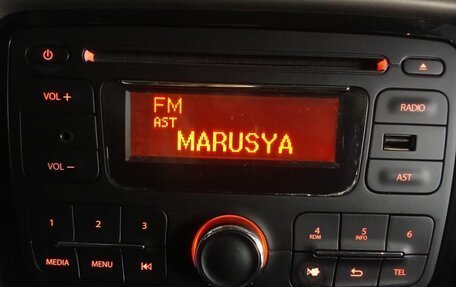 VOL +
VOL −
FM
AST
MARUSYA
RADIO
AST
1 2 3
MEDIA MENU
4 5 6
RDM INFO
TEL